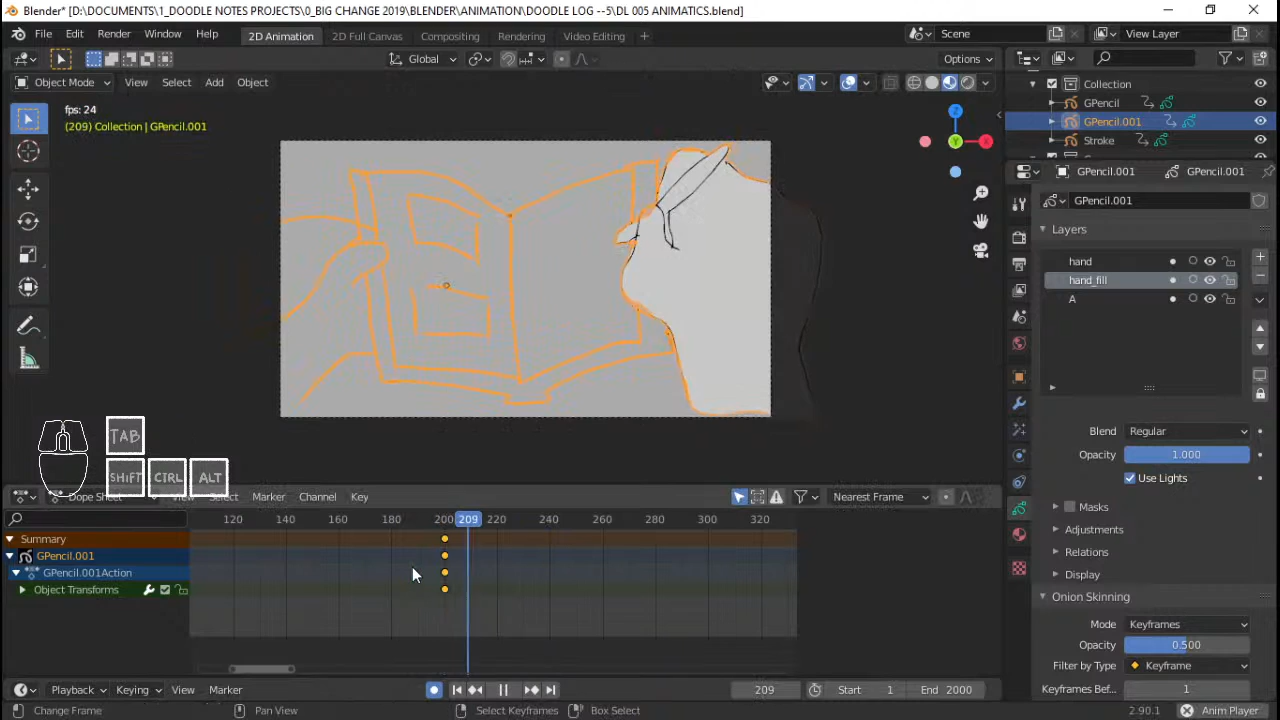 Blender* [D:\DOCUMENTS\1_DOODLE NOTES PROJECTS\0_BIG CHANGE 2019\BLENDER\ANIMATION\DOODLE LOG --5\DL 005 ANIMATICS.blend]
File Edit Render Window Help 2D Animation 2D Full Canvas Compositing Rendering Video Editing + Scene View Layer
Global Options
Object Mode View Select Add Object
fps: 24
(209) Collection | GPencil.001
Z
Y
X
Collection
GPencil
GPencil.001
Stroke
GPencil.001 GPencil.001
GPencil.001
Layers
hand
hand_fill
A
Blend Regular
Opacity 1.000
Use Lights
Masks
Adjustments
Relations
Display
Onion Skinning
Mode Keyframes
Opacity 0.500
Filter by Type Keyframe
Keyframes Bef... 1
TAB
SHIFT CTRL ALT
Dope Sheet View Select Marker Channel Key Nearest Frame
120 140 160 180 200 209 220 240 260 280 300 320
Summary
GPencil.001
GPencil.001Action
Object Transforms
Playback Keying View Marker 209 Start 1 End 2000
Change Frame Pan View Select Keyframes Box Select 2.90.1 Anim Player